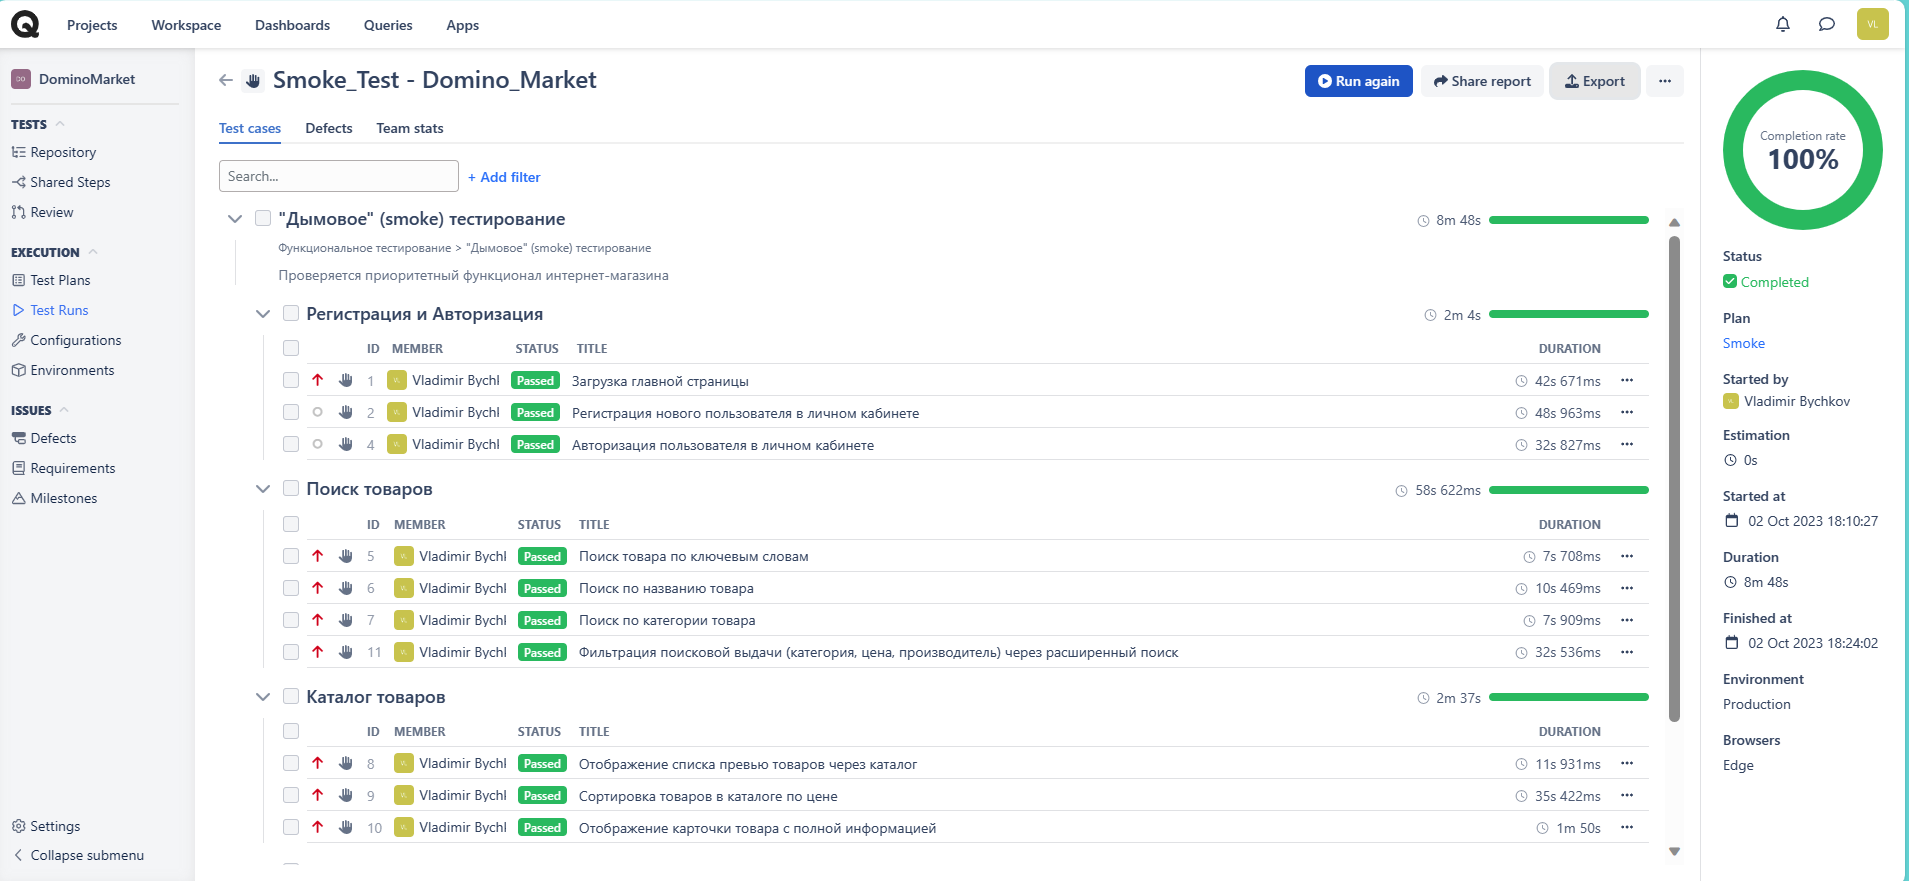 Projects Workspace Dashboards Queries Apps VL
DominoMarket
TESTS
Repository
Shared Steps
Review
EXECUTION
Test Plans
Test Runs
Configurations
Environments
ISSUES
Defects
Requirements
Milestones
Settings
Collapse submenu
Smoke_Test - Domino_Market
Run again Share report Export
Test cases Defects Team stats
Search... + Add filter
"Дымовое" (smoke) тестирование 8m 48s
Функциональное тестирование > "Дымовое" (smoke) тестирование
Проверяется приоритетный функционал интернет-магазина
Регистрация и Авторизация 2m 4s
ID MEMBER STATUS TITLE DURATION
1 Vladimir Bychl Passed Загрузка главной страницы 42s 671ms
2 Vladimir Bychl Passed Регистрация нового пользователя в личном кабинете 48s 963ms
4 Vladimir Bychl Passed Авторизация пользователя в личном кабинете 32s 827ms
Поиск товаров 58s 622ms
ID MEMBER STATUS TITLE DURATION
5 Vladimir Bychl Passed Поиск товара по ключевым словам 7s 708ms
6 Vladimir Bychl Passed Поиск по названию товара 10s 469ms
7 Vladimir Bychl Passed Поиск по категории товара 7s 909ms
11 Vladimir Bychl Passed Фильтрация поисковой выдачи (категория, цена, производитель) через расширенный поиск 32s 536ms
Каталог товаров 2m 37s
ID MEMBER STATUS TITLE DURATION
8 Vladimir Bychl Passed Отображение списка превью товаров через каталог 11s 931ms
9 Vladimir Bychl Passed Сортировка товаров в каталоге по цене 35s 422ms
10 Vladimir Bychl Passed Отображение карточки товара с полной информацией 1m 50s
Completion rate
100%
Status
Completed
Plan
Smoke
Started by
Vladimir Bychkov
Estimation
0s
Started at
02 Oct 2023 18:10:27
Duration
8m 48s
Finished at
02 Oct 2023 18:24:02
Environment
Production
Browsers
Edge